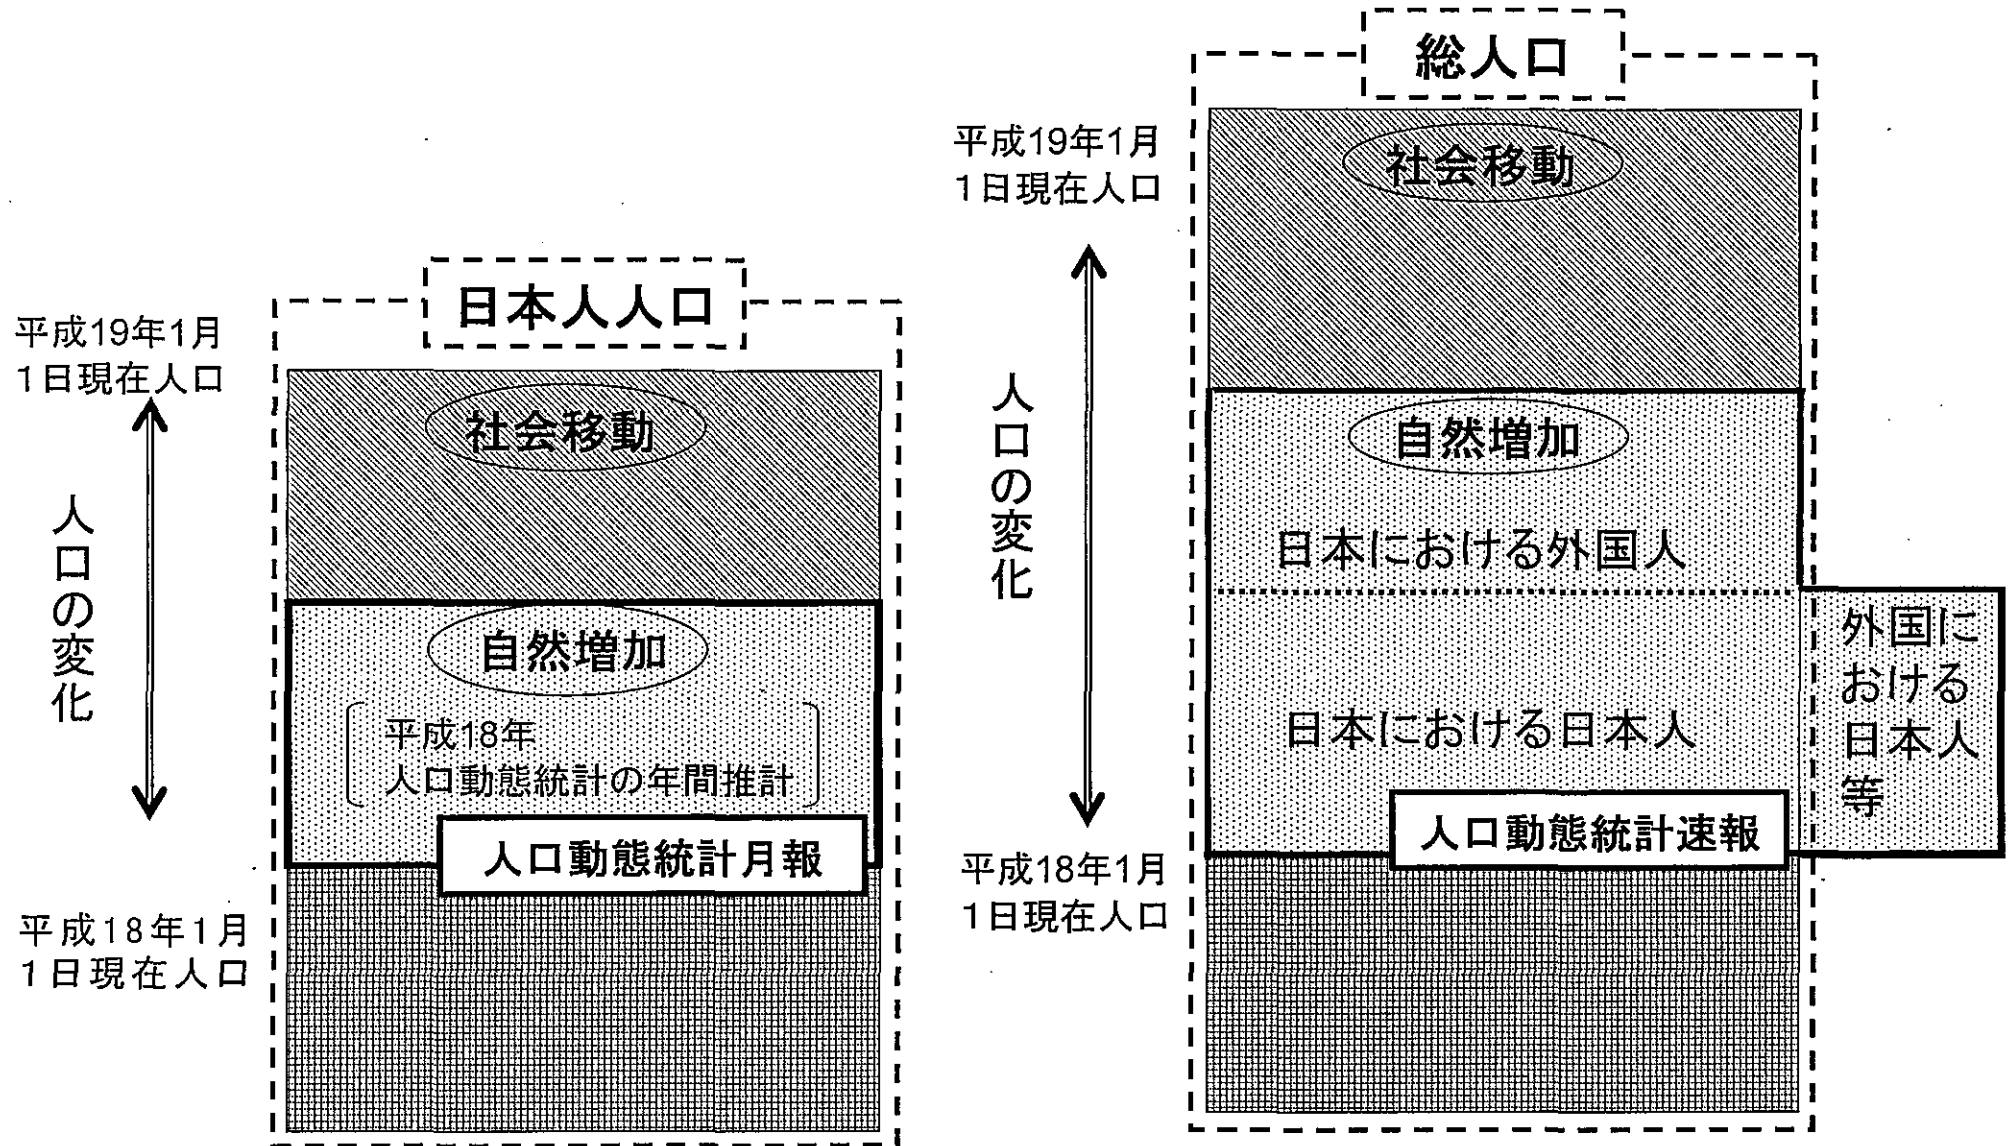 日本人人口
平成19年1月
1日現在人口
社会移動
人口の変化
自然増加
平成18年
人口動態統計の年間推計
人口動態統計月報
平成18年1月
1日現在人口
総人口
平成19年1月
1日現在人口
社会移動
人口の変化
自然増加
日本における外国人
日本における日本人
外国に
おける
日本人
等
人口動態統計速報
平成18年1月
1日現在人口